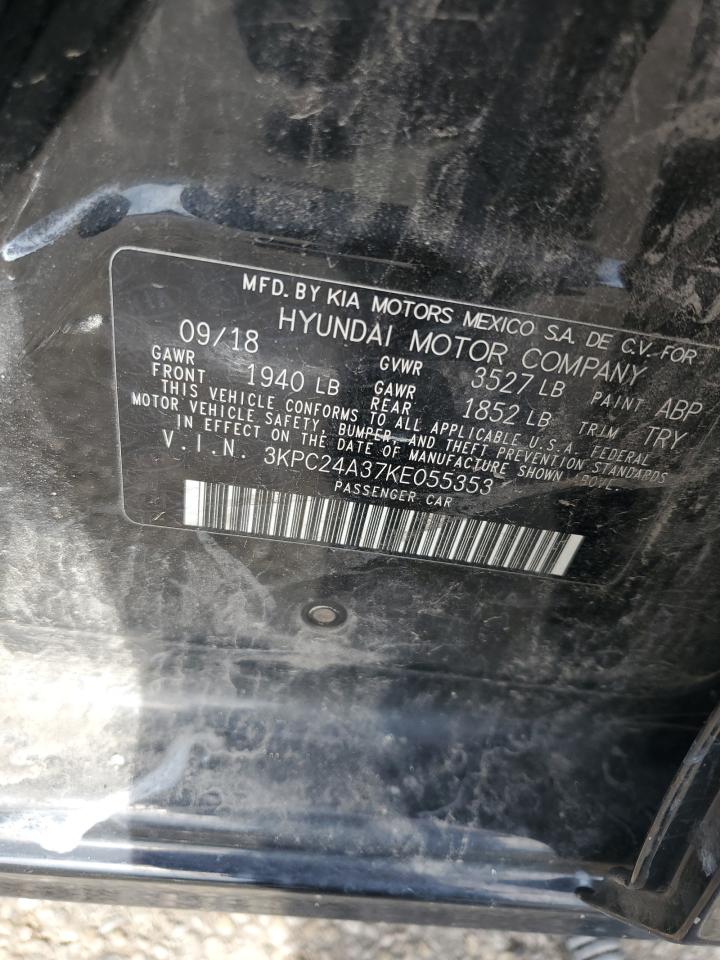 MFD. BY KIA MOTORS MEXICO S.A. DE C.V. FOR
HYUNDAI MOTOR COMPANY
09/18 GVWR 3527 LB PAINT ABP
GAWR FRONT 1940 LB GAWR REAR 1852 LB TRIM TRY
THIS VEHICLE CONFORMS TO ALL APPLICABLE U.S.A. FEDERAL
MOTOR VEHICLE SAFETY, BUMPER, AND THEFT PREVENTION STANDARDS
IN EFFECT ON THE DATE OF MANUFACTURE SHOWN ABOVE.
V.I.N. 3KPC24A37KE055353
PASSENGER CAR